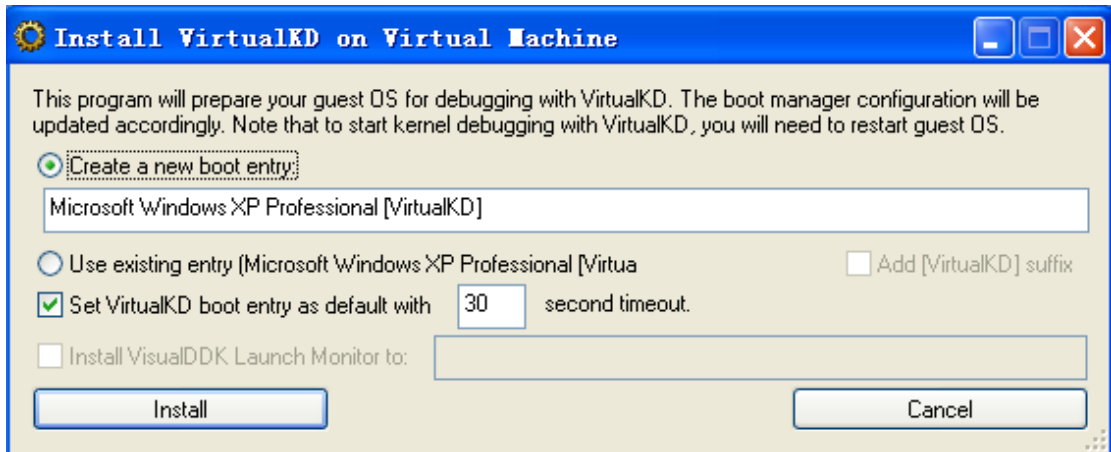 Install VirtualKD on Virtual Machine
This program will prepare your guest OS for debugging with VirtualKD. The boot manager configuration will be
updated accordingly. Note that to start kernel debugging with VirtualKD, you will need to restart guest OS.
Create a new boot entry:
Microsoft Windows XP Professional [VirtualKD]
Use existing entry (Microsoft Windows XP Professional [Virtua Add [VirtualKD] suffix
Set VirtualKD boot entry as default with 30 second timeout.
Install VisualDDK Launch Monitor to:
Install Cancel